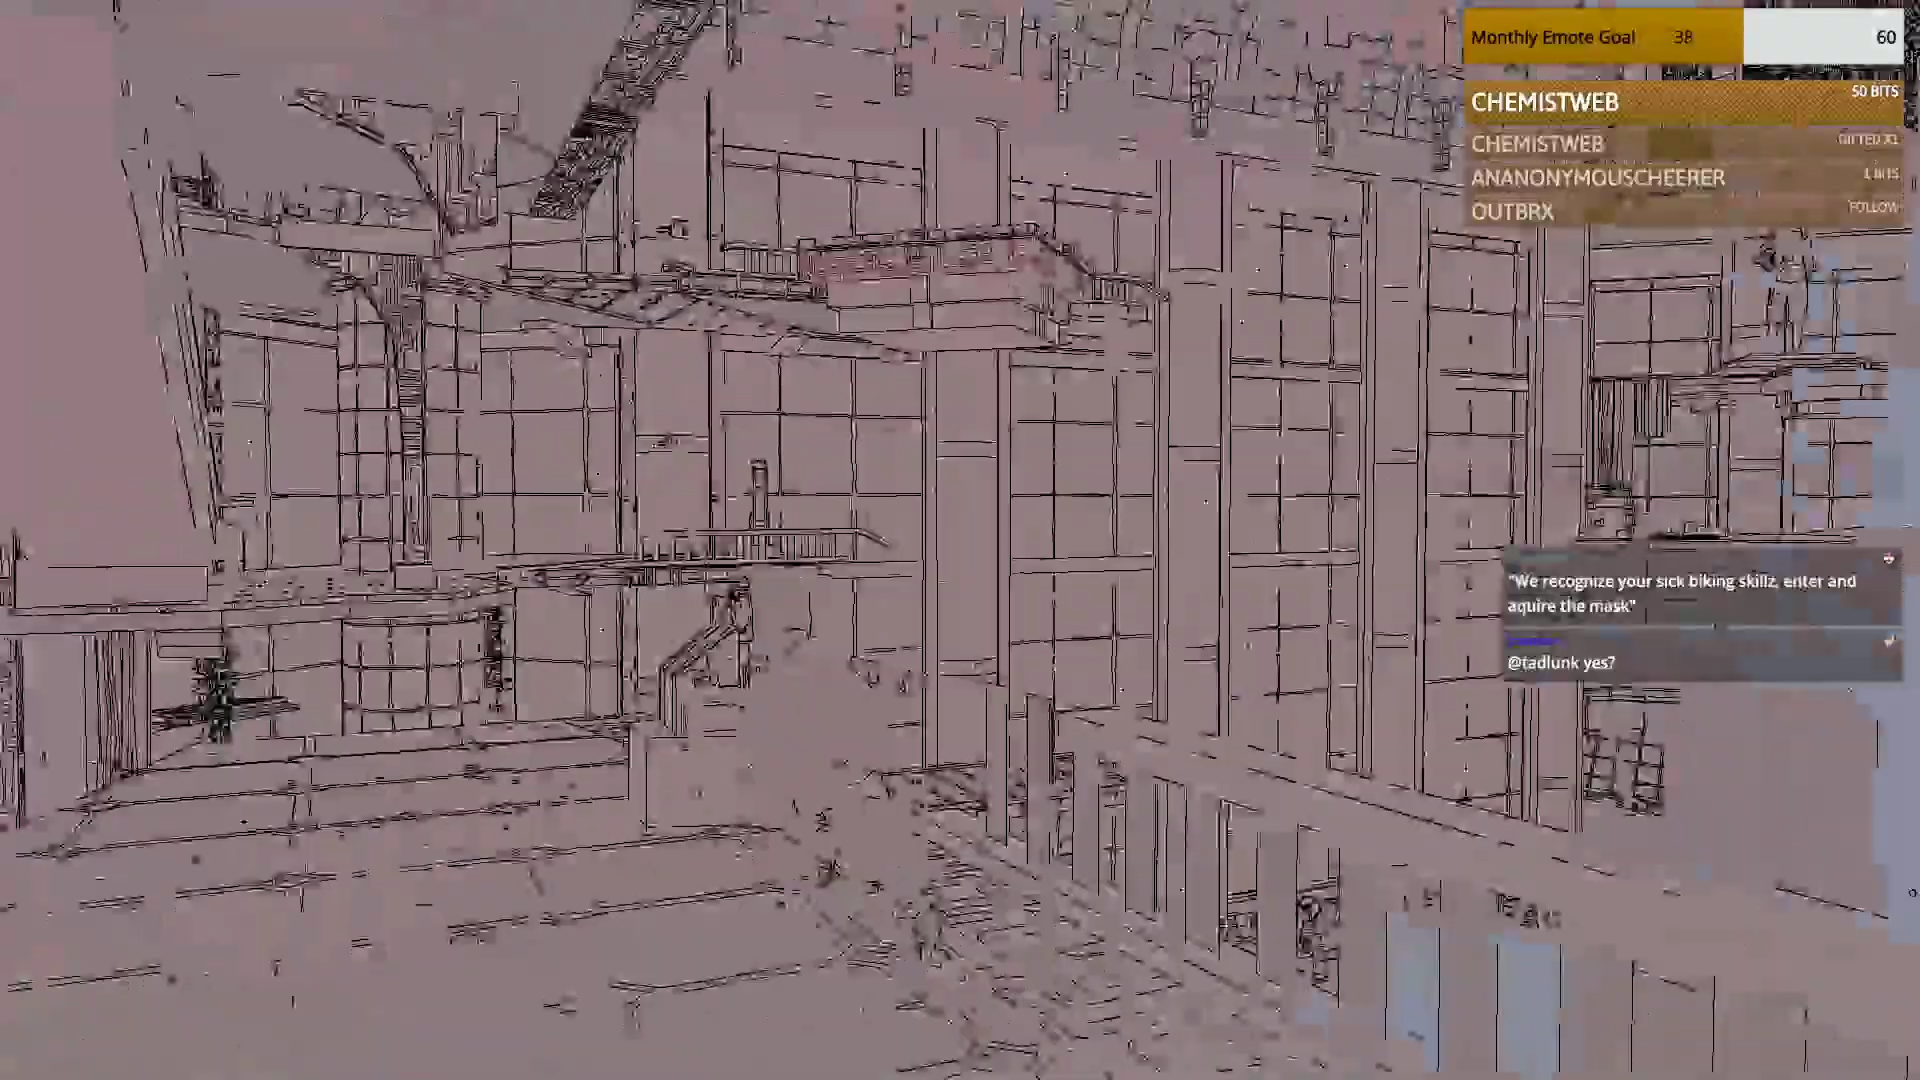 Monthly Emote Goal 38 60
CHEMISTWEB 50 BITS
CHEMISTWEB GIFTED X1
ANANONYMOUSCHEERER 1 BITS
OUTBRX FOLLOW
"We recognize your sick biking skillz, enter and
aquire the mask"
@tadlunk yes?